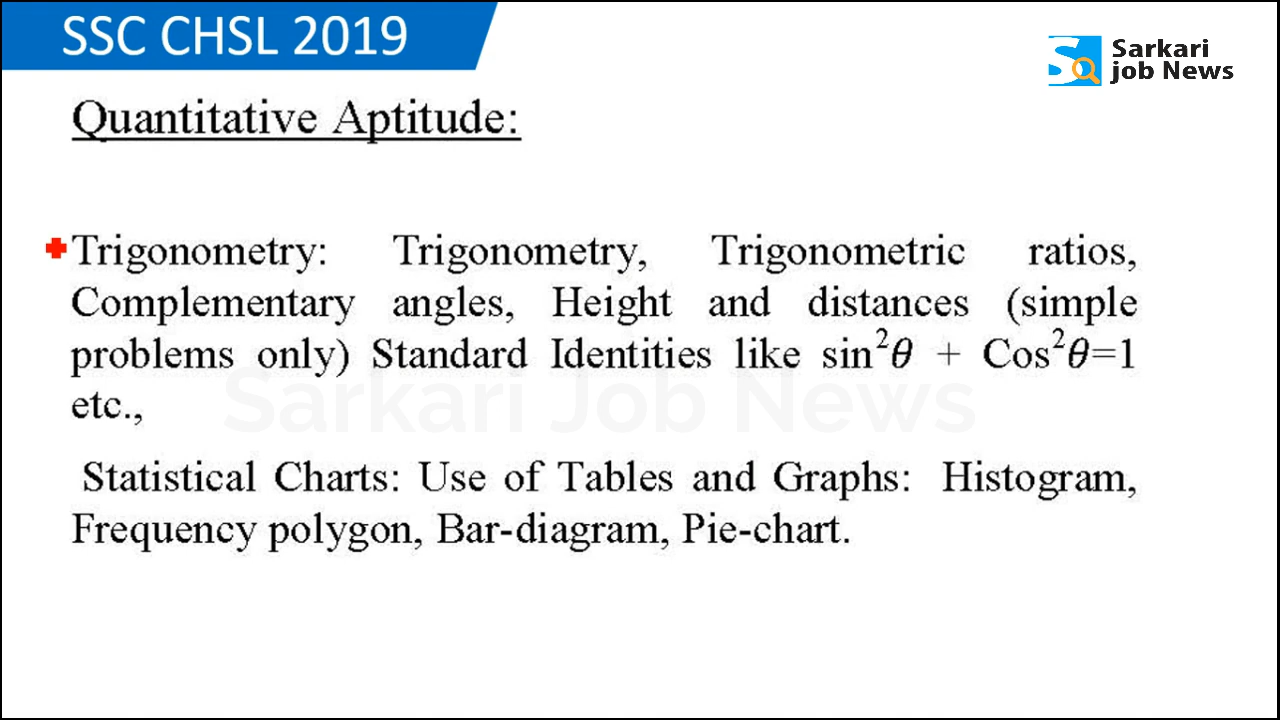 SSC CHSL 2019
Sarkari
Job News
Quantitative Aptitude:
Trigonometry: Trigonometry, Trigonometric ratios,
Complementary angles, Height and distances (simple
problems only) Standard Identities like sin²θ + Cos²θ=1
etc.,
Sarkari Job News
Statistical Charts: Use of Tables and Graphs: Histogram,
Frequency polygon, Bar-diagram, Pie-chart.